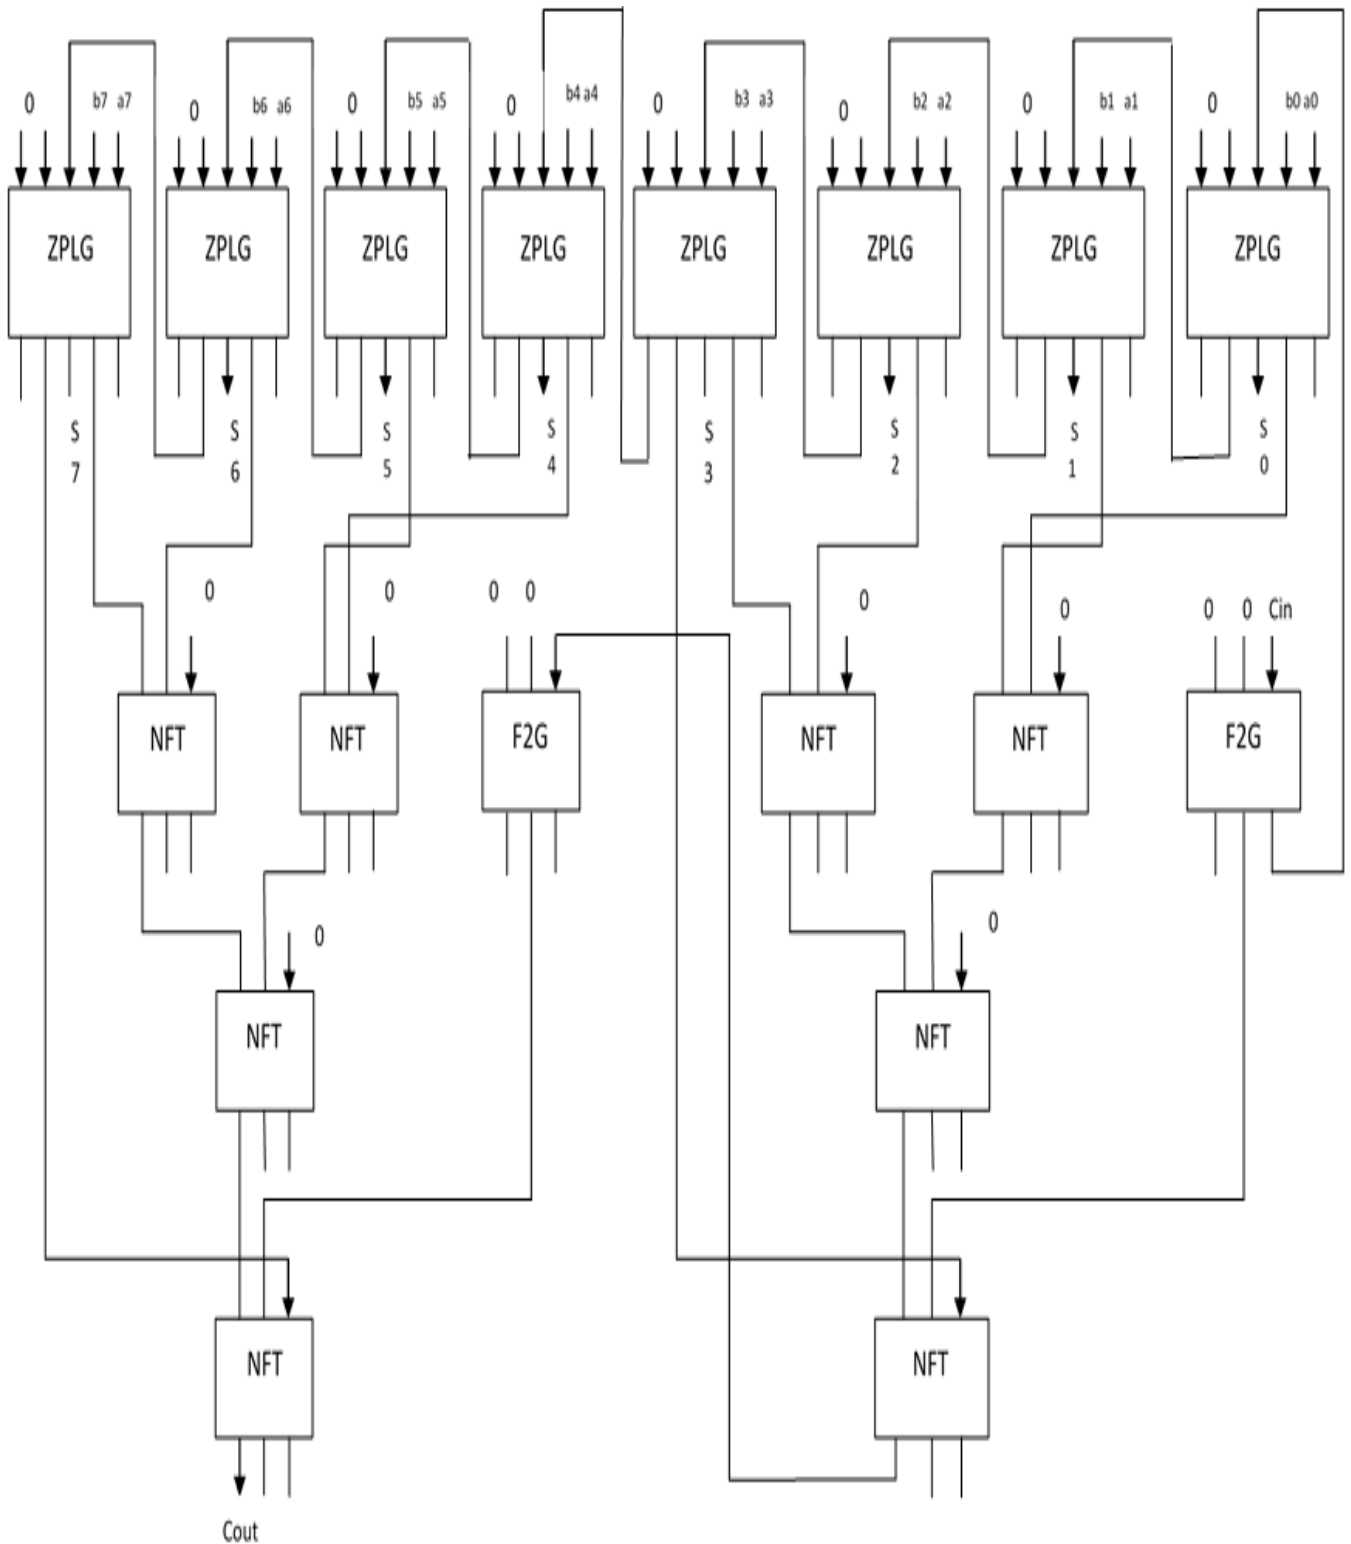 0 b7 a7 0 b6 a6 0 b5 a5 0 b4 a4 0 b3 a3 0 b2 a2 0 b1 a1 0 b0 a0
ZPLG ZPLG ZPLG ZPLG ZPLG ZPLG ZPLG ZPLG
S S S S S S S S
7 6 5 4 3 2 1 0
0 0 0 0 0 0 0 0 Cin
NFT NFT F2G NFT NFT F2G
0 0
NFT NFT
NFT NFT
Cout